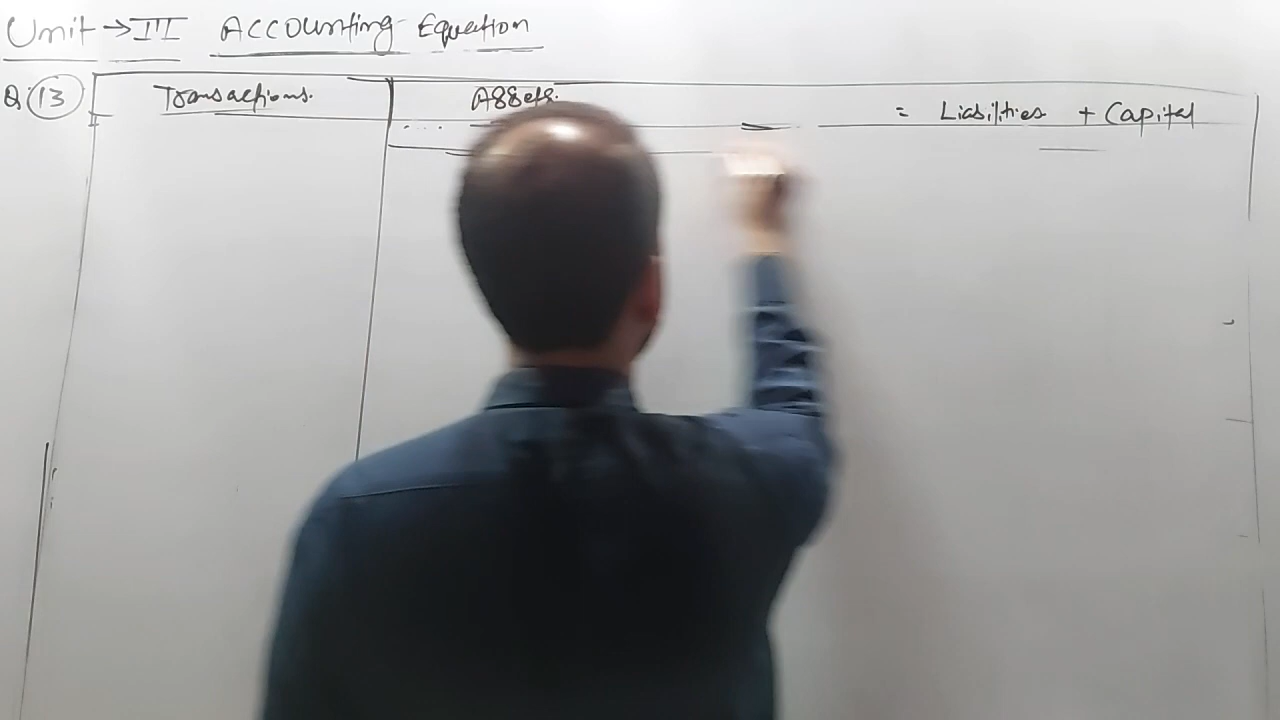 Unit → III Accounting Equation
Q. 13 Transactions. Assets. = Liabilities + Capital